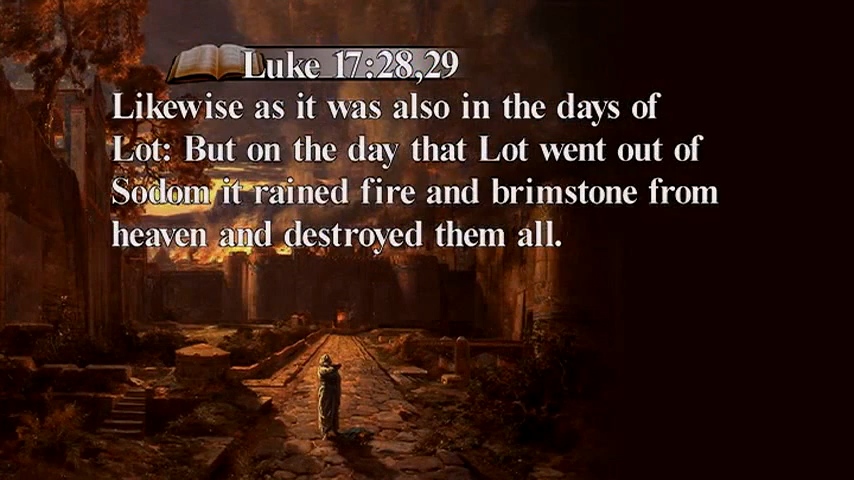 Luke 17:28,29
Likewise as it was also in the days of
Lot: But on the day that Lot went out of
Sodom it rained fire and brimstone from
heaven and destroyed them all.